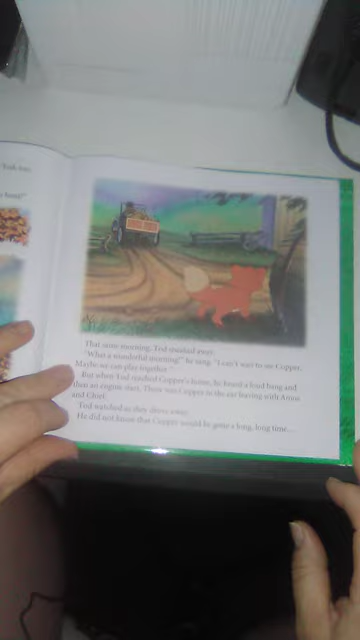 That same morning, Tod rushed away.
"What a wonderful morning!" he sang. "I can't wait to see Copper.
Maybe we can play together."
But when Tod reached Copper's home, he heard a loud bang and
then an engine start. There was Copper in the car leaving with Amos
and Chief.
Tod watched as they drove away.
He did not know that Copper would be gone a long, long time...